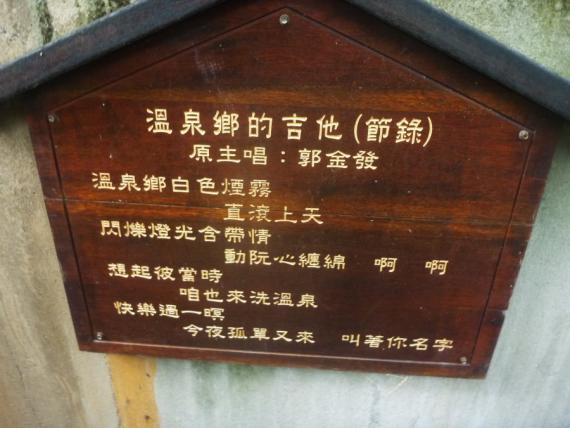 溫泉鄉的吉他(節錄)
原主唱：郭金發
溫泉鄉白色煙霧
直滾上天
閃爍燈光含帶情
動阮心纏綿 啊 啊
想起彼當時
咱也來洗溫泉
快樂過一暝
今夜孤單又來 叫著你名字